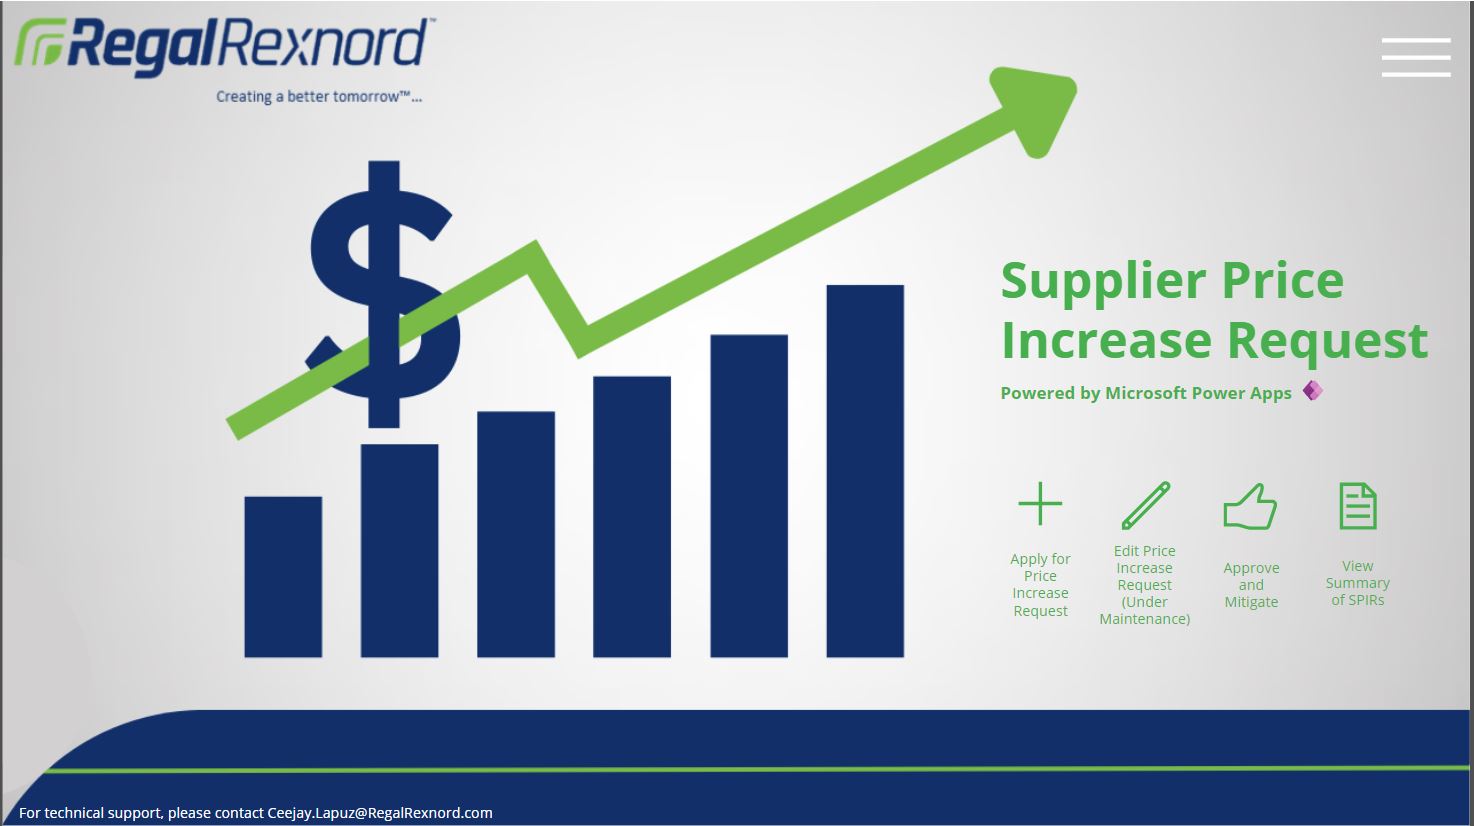 RegalRexnord™
Creating a better tomorrow™...
$
Supplier Price
Increase Request
Powered by Microsoft Power Apps
Apply for
Price
Increase
Request
Edit Price
Increase
Request
(Under
Maintenance)
Approve
and
Mitigate
View
Summary
of SPIRs
For technical support, please contact Ceejay.Lapuz@RegalRexnord.com